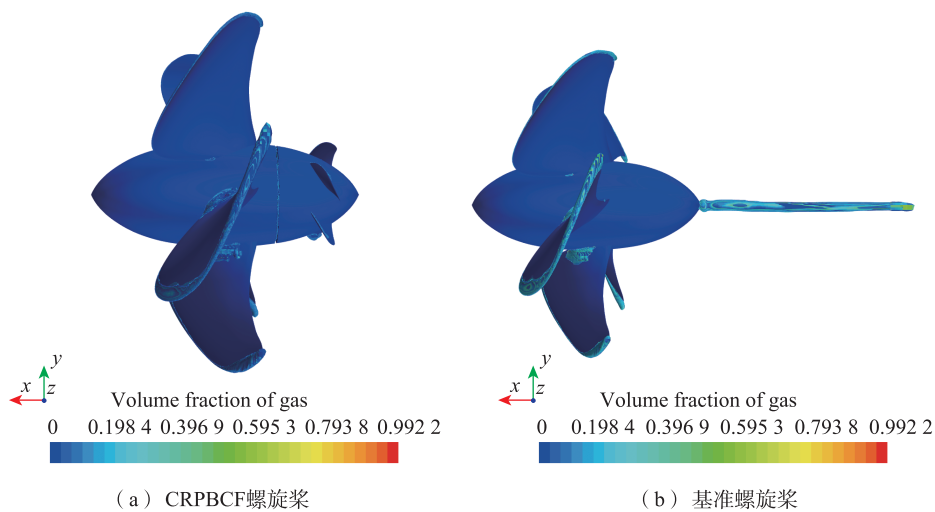 y
x
z
Volume fraction of gas
0 0.198 4 0.396 9 0.595 3 0.793 8 0.992 2
（a）CRPBCF螺旋桨
y
x
z
Volume fraction of gas
0 0.198 4 0.396 9 0.595 3 0.793 8 0.992 2
（b）基准螺旋桨